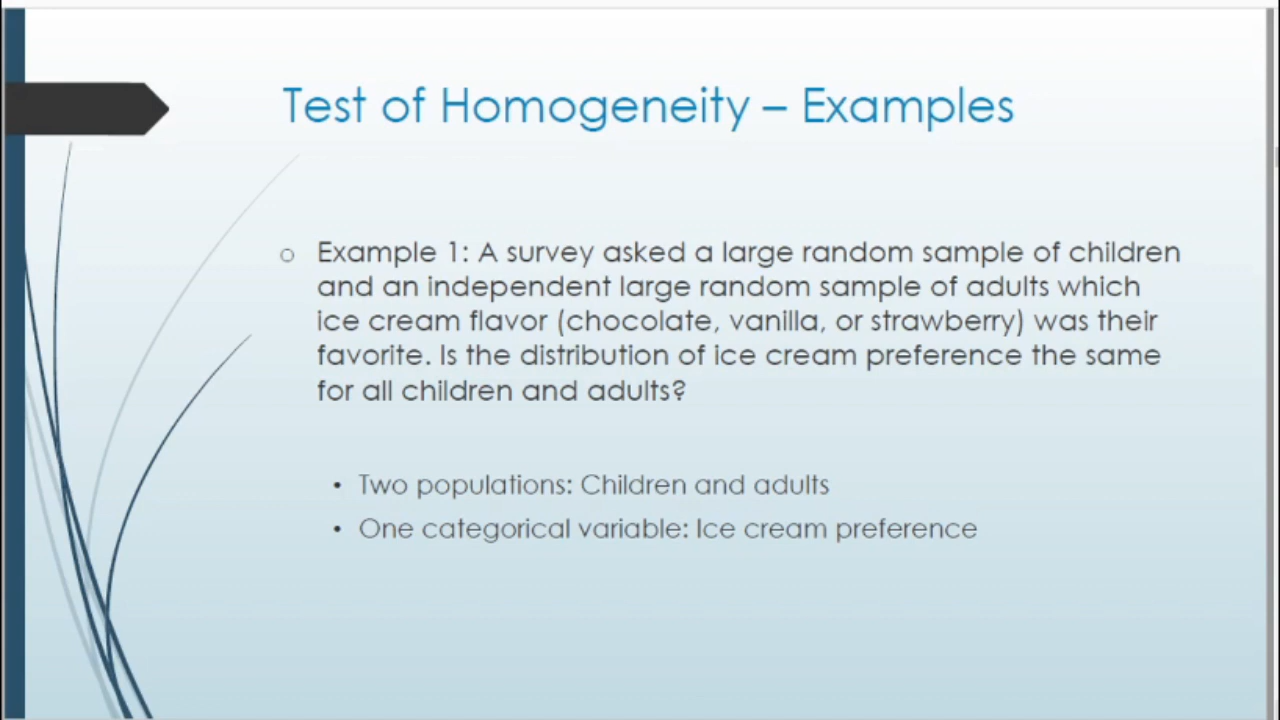 Test of Homogeneity – Examples
o Example 1: A survey asked a large random sample of children
and an independent large random sample of adults which
ice cream flavor (chocolate, vanilla, or strawberry) was their
favorite. Is the distribution of ice cream preference the same
for all children and adults?
• Two populations: Children and adults
• One categorical variable: Ice cream preference